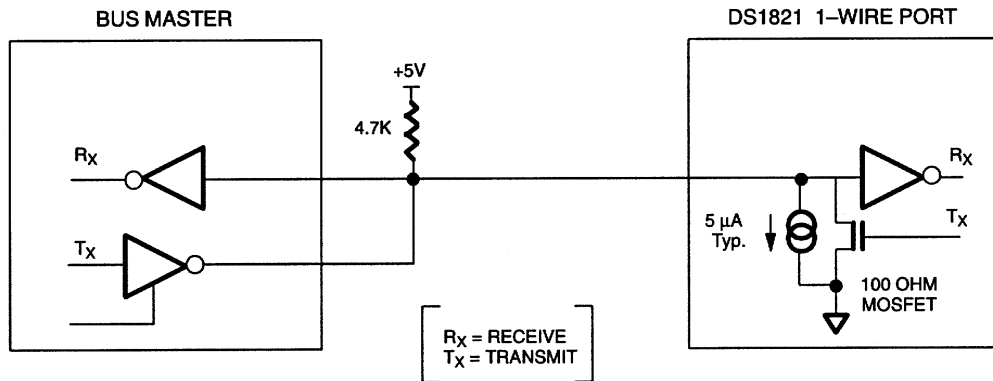 BUS MASTER
DS1821 1–WIRE PORT
+5V
4.7K
RX
TX
RX
TX
5 µA
Typ.
100 OHM
MOSFET
RX = RECEIVE
TX = TRANSMIT